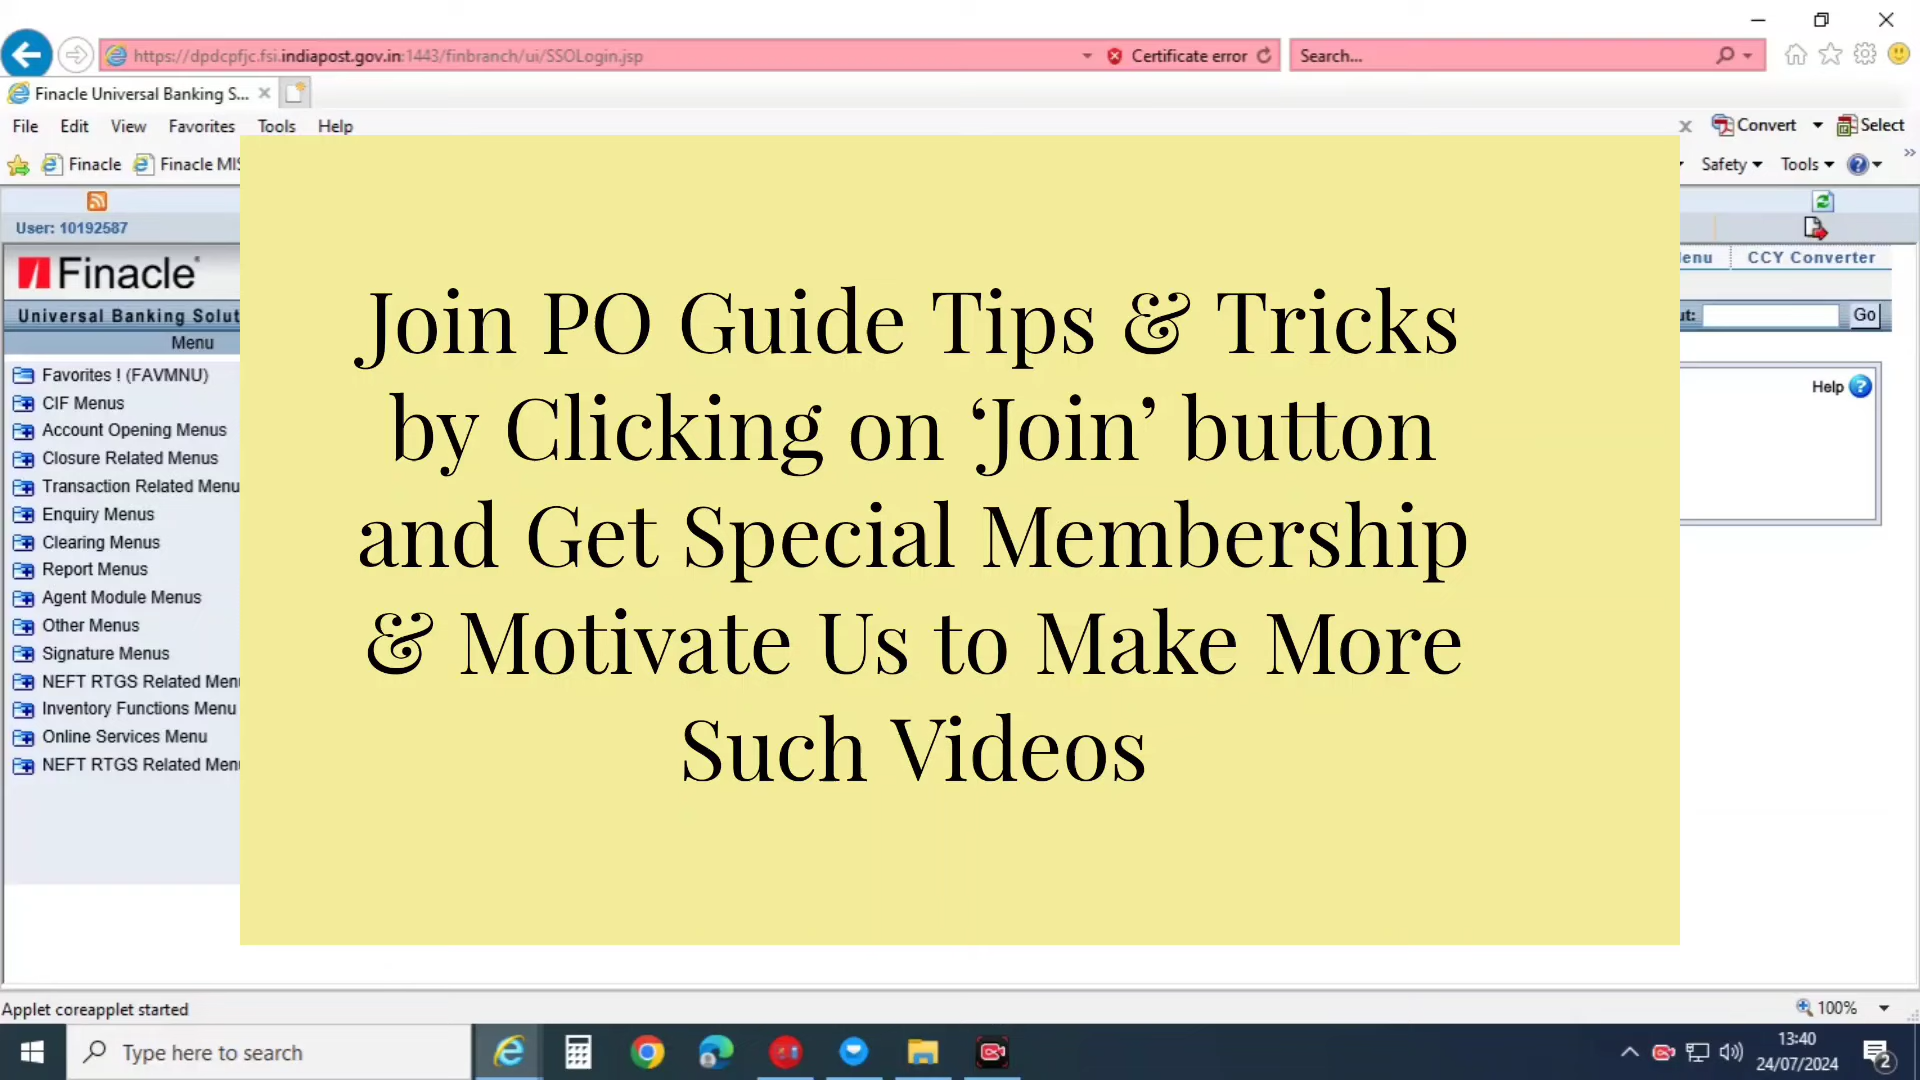 https://dpdcpfjc.fsi.indiapost.gov.in:1443/finbranch/ui/SSOLogin.jsp
Certificate error
Search...
Finacle Universal Banking S...
File Edit View Favorites Tools Help
Convert Select
Finacle Finacle MIS
Safety Tools
User: 10192587
Finacle
CCY Converter
Universal Banking Solut
Go
Menu
Favorites ! (FAVMNU)
Help
CIF Menus
Account Opening Menus
Closure Related Menus
Transaction Related Menu
Enquiry Menus
Clearing Menus
Report Menus
Agent Module Menus
Other Menus
Signature Menus
NEFT RTGS Related Men
Inventory Functions Menu
Online Services Menu
NEFT RTGS Related Men
Join PO Guide Tips & Tricks
by Clicking on ‘Join’ button
and Get Special Membership
& Motivate Us to Make More
Such Videos
Applet coreapplet started
100%
Type here to search
13:40
24/07/2024
2